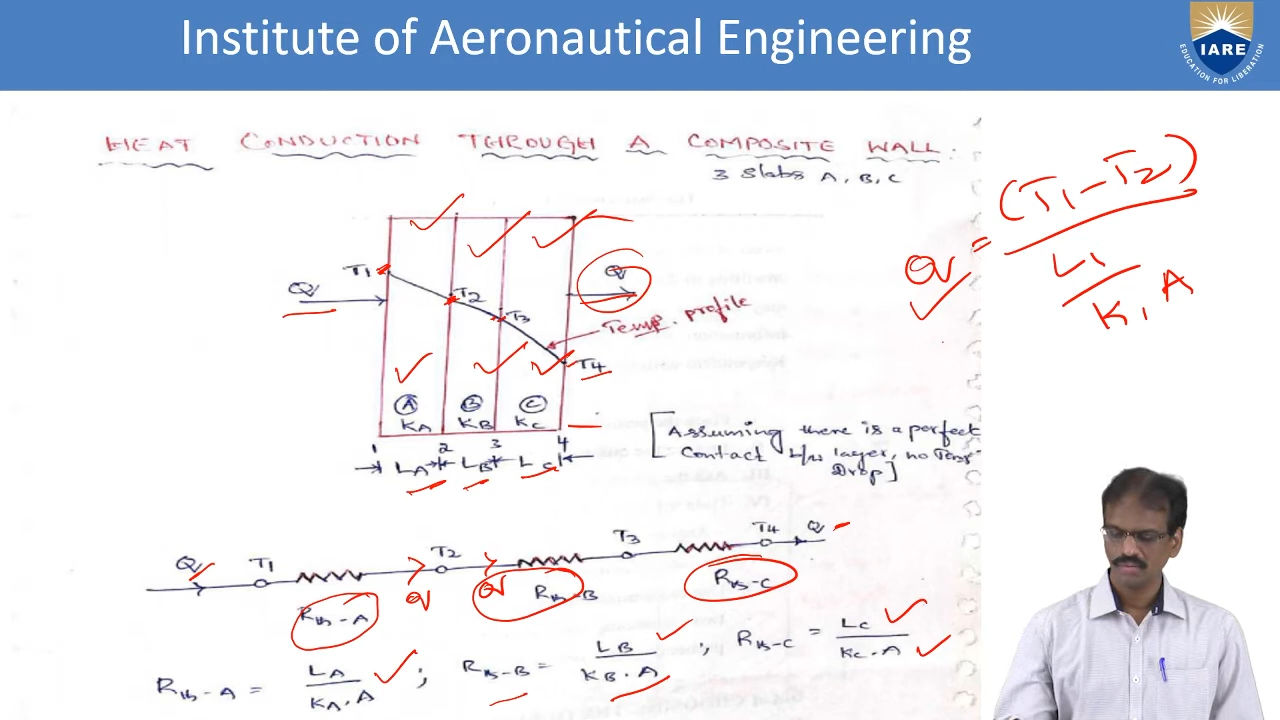 Institute of Aeronautical Engineering
IARE
EDUCATION FOR LIBERATION
HEAT CONDUCTION THROUGH A COMPOSITE WALL:
3 Slabs A, B, C
(T1-T2)
Q =
L1
K1A
T1
Q
T2
T3
Q
Temp. profile
T4
A B C
KA KB KC
1 2 3 4
LA LB LC
[Assuming there is a perfect
Contact b/w layer, no Temp
Drop]
Q T1 T2 T3 T4 Q
Q Q
Rth-A Rth-B Rth-C
Rth-A = LA / KA.A ; Rth-B = LB / KB.A ; Rth-C = LC / KC.A